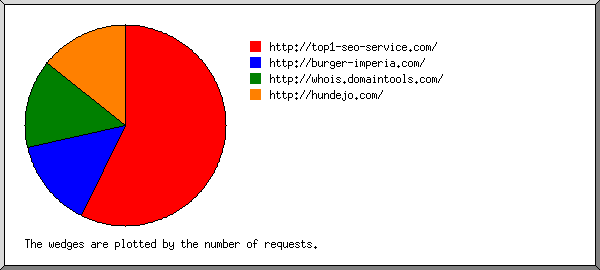 http://top1-seo-service.com/
http://burger-imperia.com/
http://whois.domaintools.com/
http://hundejo.com/
The wedges are plotted by the number of requests.